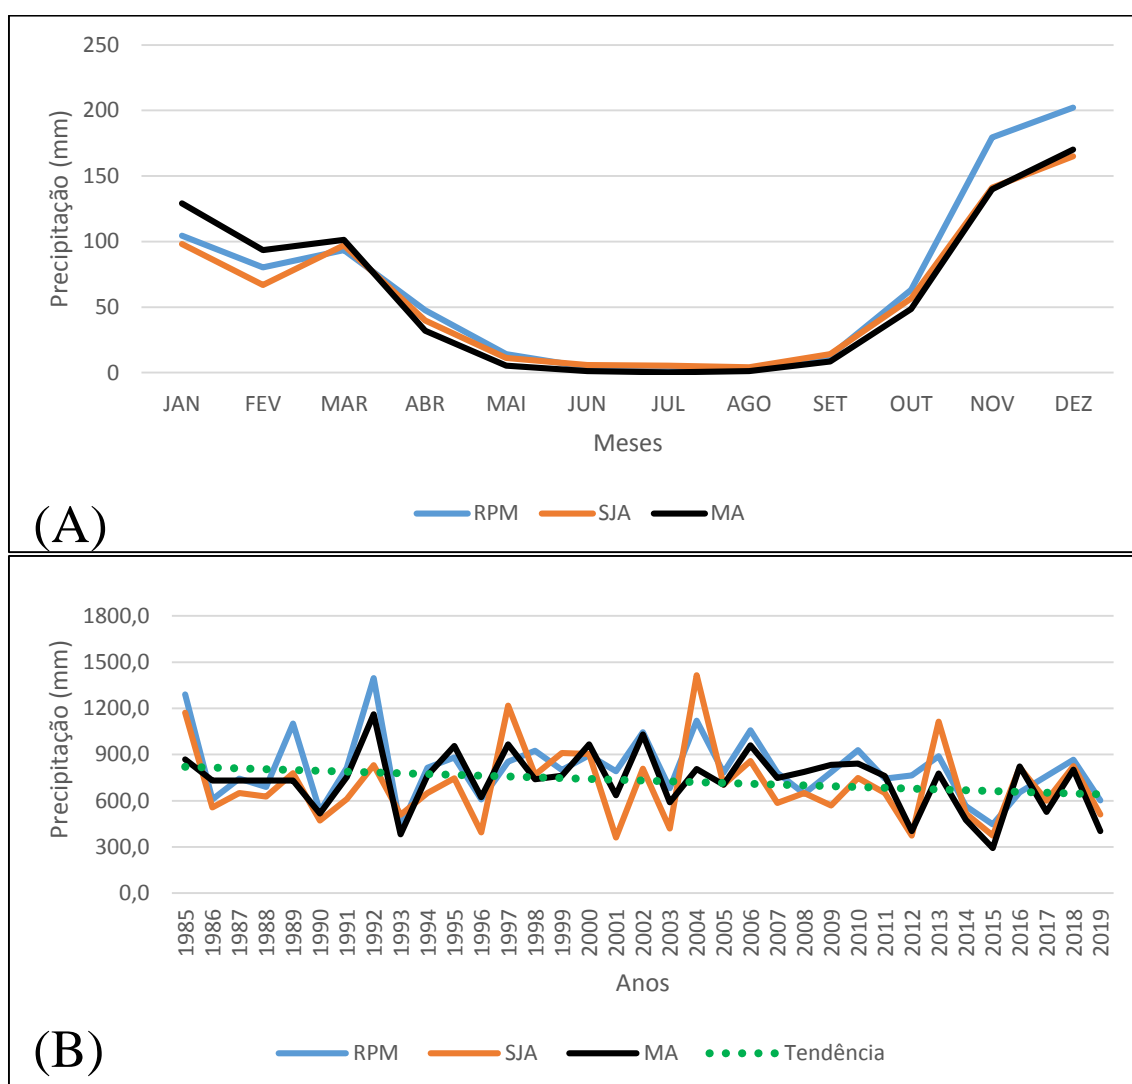 250
200
150
100
50
0
Precipitação (mm)
JAN FEV MAR ABR MAI JUN JUL AGO SET OUT NOV DEZ
Meses
RPM SJA MA
(A)
1800,0
1500,0
1200,0
900,0
600,0
300,0
0,0
Precipitação (mm)
1985 1986 1987 1988 1989 1990 1991 1992 1993 1994 1995 1996 1997 1998 1999 2000 2001 2002 2003 2004 2005 2006 2007 2008 2009 2010 2011 2012 2013 2014 2015 2016 2017 2018 2019
Anos
RPM SJA MA Tendência
(B)